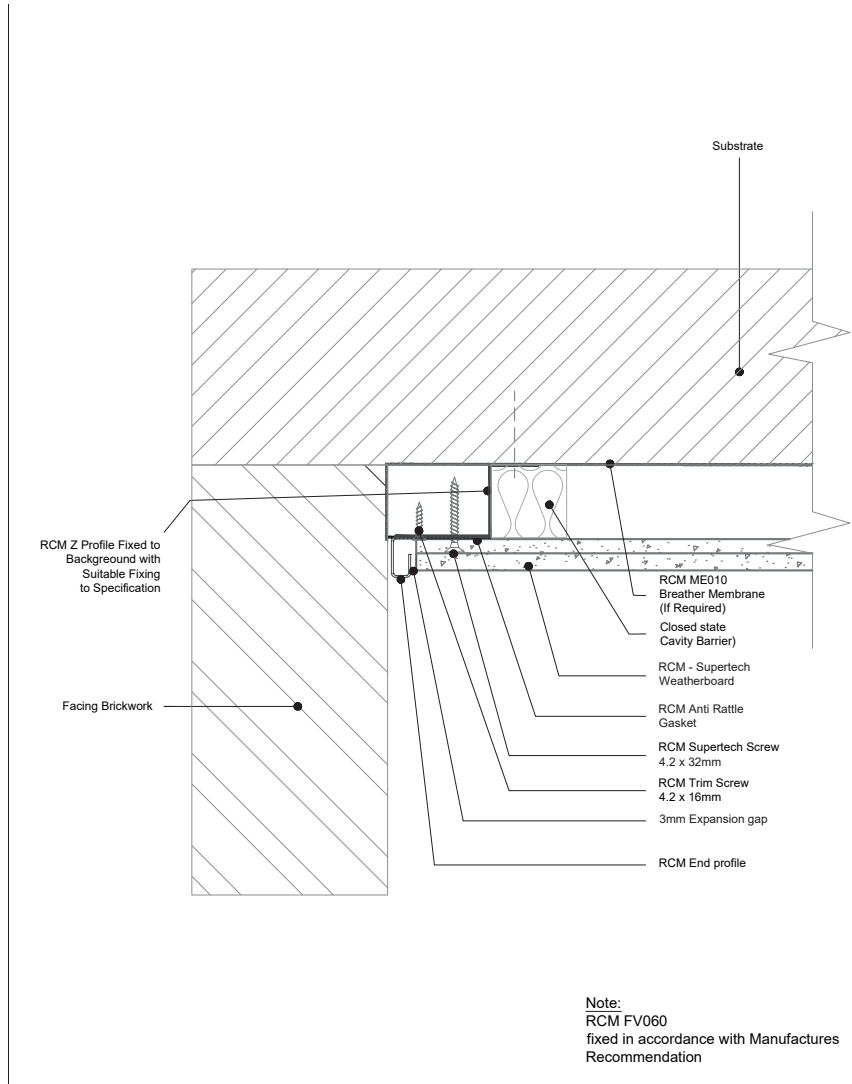 Substrate
RCM Z Profile Fixed to
Background with
Suitable Fixing
to Specification
RCM ME010
Breather Membrane
(If Required)
Closed state
Cavity Barrier)
RCM - Supertech
Weatherboard
Facing Brickwork
RCM Anti Rattle
Gasket
RCM Supertech Screw
4.2 x 32mm
RCM Trim Screw
4.2 x 16mm
3mm Expansion gap
RCM End profile
Note:
RCM FV060
fixed in accordance with Manufactures
Recommendation